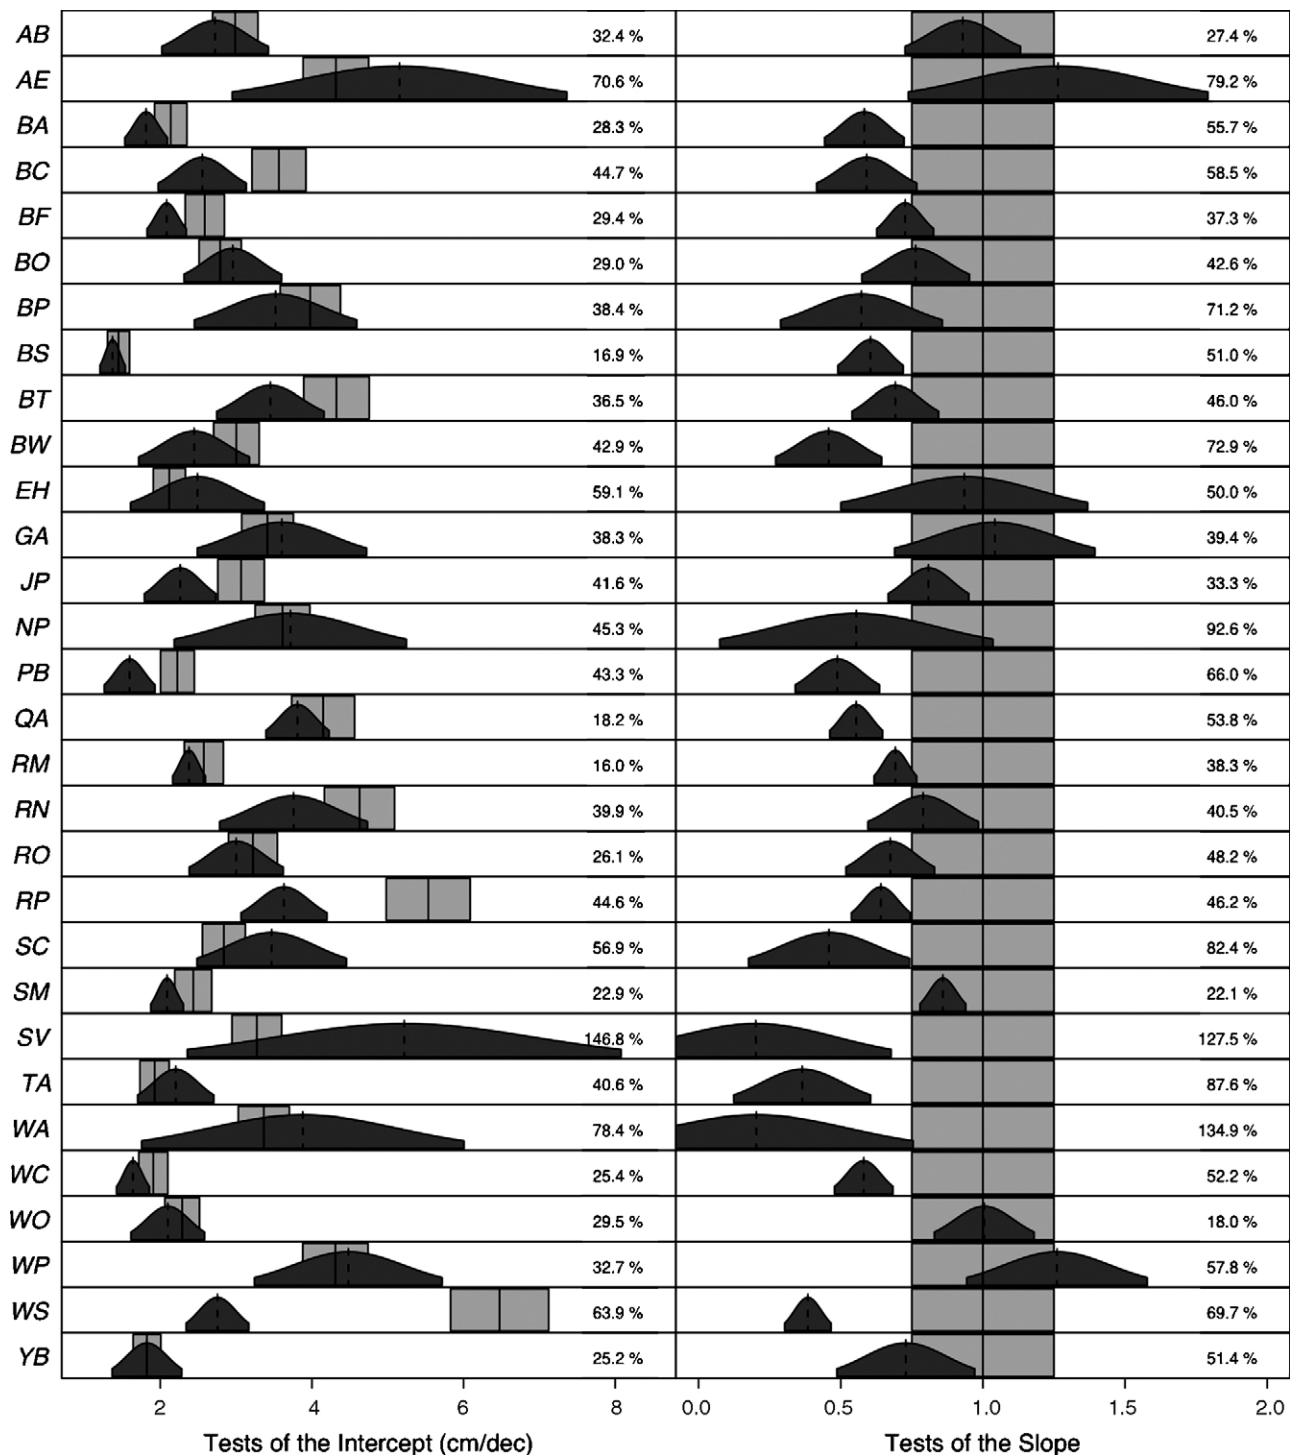 AB 32.4 % 27.4 %
AE 70.6 % 79.2 %
BA 28.3 % 55.7 %
BC 44.7 % 58.5 %
BF 29.4 % 37.3 %
BO 29.0 % 42.6 %
BP 38.4 % 71.2 %
BS 16.9 % 51.0 %
BT 36.5 % 46.0 %
BW 42.9 % 72.9 %
EH 59.1 % 50.0 %
GA 38.3 % 39.4 %
JP 41.6 % 33.3 %
NP 45.3 % 92.6 %
PB 43.3 % 66.0 %
QA 18.2 % 53.8 %
RM 16.0 % 38.3 %
RN 39.9 % 40.5 %
RO 26.1 % 48.2 %
RP 44.6 % 46.2 %
SC 56.9 % 82.4 %
SM 22.9 % 22.1 %
SV 146.8 % 127.5 %
TA 40.6 % 87.6 %
WA 78.4 % 134.9 %
WC 25.4 % 52.2 %
WO 29.5 % 18.0 %
WP 32.7 % 57.8 %
WS 63.9 % 69.7 %
YB 25.2 % 51.4 %
2 4 6 8 0.0 0.5 1.0 1.5 2.0
Tests of the Intercept (cm/dec) Tests of the Slope